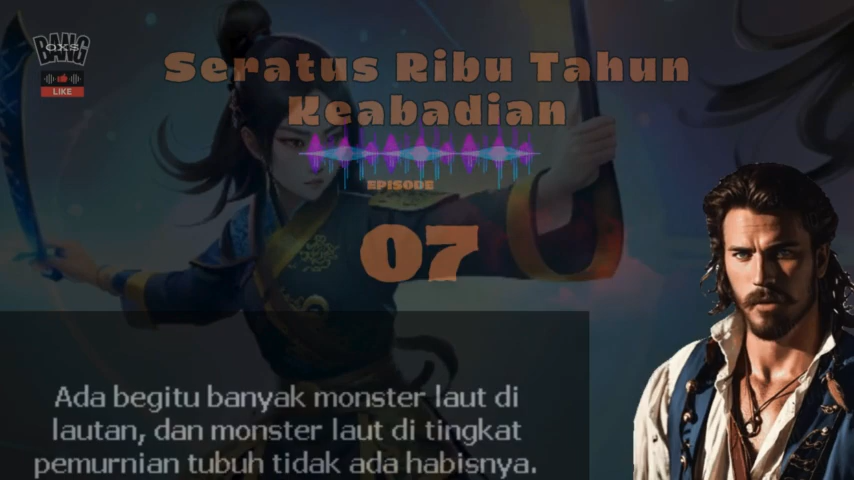 OXS
BANG
LIKE
Seratus Ribu Tahun
Keabadian
EPISODE
07
Ada begitu banyak monster laut di
lautan, dan monster laut di tingkat
pemurnian tubuh tidak ada habisnya.